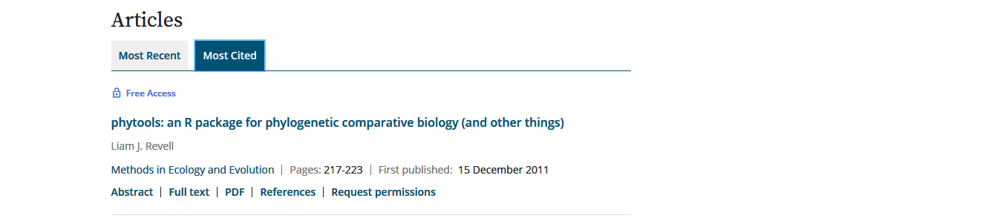 Articles
Most Recent
Most Cited
Free Access
phytools: an R package for phylogenetic comparative biology (and other things)
Liam J. Revell
Methods in Ecology and Evolution | Pages: 217-223 | First published: 15 December 2011
Abstract | Full text | PDF | References | Request permissions